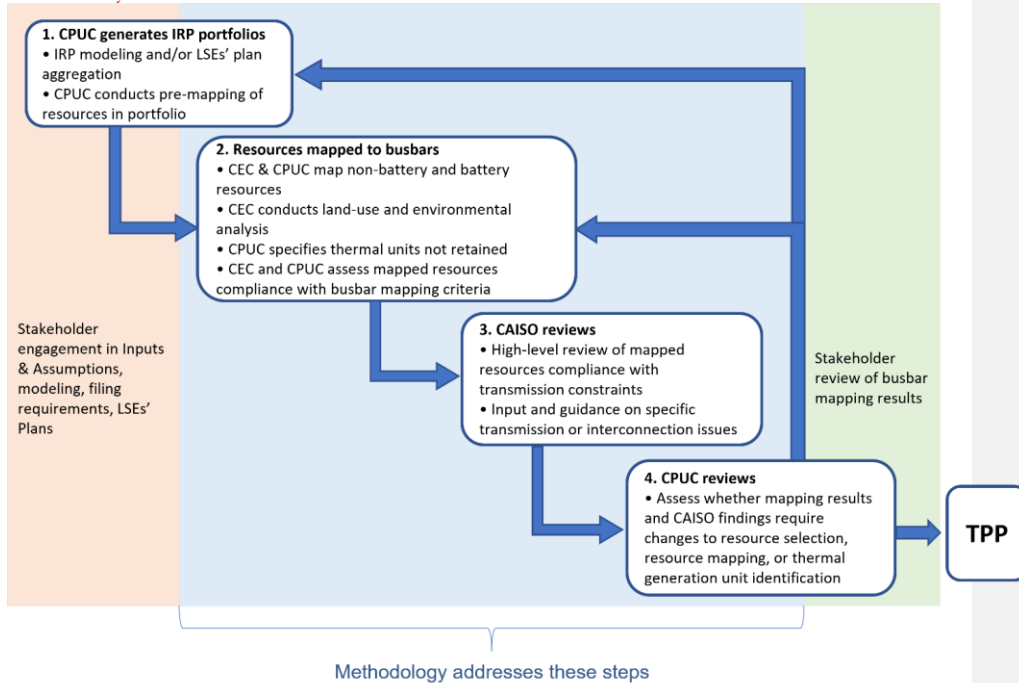 1. CPUC generates IRP portfolios
• IRP modeling and/or LSEs' plan
aggregation
• CPUC conducts pre-mapping of
resources in portfolio
2. Resources mapped to busbars
• CEC & CPUC map non-battery and battery
resources
• CEC conducts land-use and environmental
analysis
• CPUC specifies thermal units not retained
• CEC and CPUC assess mapped resources
compliance with busbar mapping criteria
Stakeholder
engagement in Inputs
& Assumptions,
modeling, filing
requirements, LSEs'
Plans
3. CAISO reviews
• High-level review of mapped
resources compliance with
transmission constraints
• Input and guidance on specific
transmission or interconnection issues
Stakeholder
review of busbar
mapping results
4. CPUC reviews
• Assess whether mapping results
and CAISO findings require
changes to resource selection,
resource mapping, or thermal
generation unit identification
TPP
Methodology addresses these steps